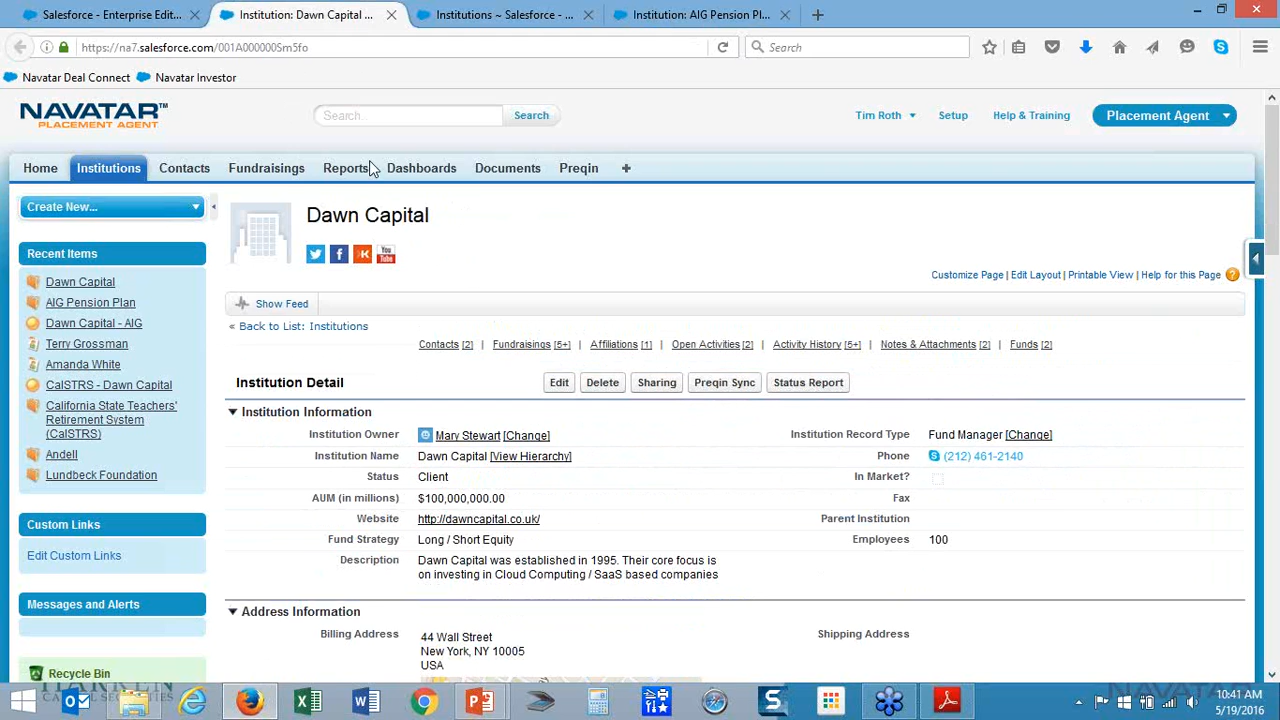 Salesforce - Enterprise Edit...
Institution: Dawn Capital ...
Institutions ~ Salesforce - ...
Institution: AIG Pension Pl...
https://na7.salesforce.com/001A000000Sm5fo
Search
Navatar Deal Connect
Navatar Investor
NAVATAR™
PLACEMENT AGENT
Search...
Search
Tim Roth
Setup
Help & Training
Placement Agent
Home
Institutions
Contacts
Fundraisings
Reports
Dashboards
Documents
Preqin
+
Create New...
Recent Items
Dawn Capital
AIG Pension Plan
Dawn Capital - AIG
Terry Grossman
Amanda White
CalSTRS - Dawn Capital
California State Teachers'
Retirement System
(CalSTRS)
Andell
Lundbeck Foundation
Custom Links
Edit Custom Links
Messages and Alerts
Recycle Bin
Dawn Capital
You
Tube
Customize Page | Edit Layout | Printable View | Help for this Page
Show Feed
« Back to List: Institutions
Contacts [2] | Fundraisings [5+] | Affiliations [1] | Open Activities [2] | Activity History [5+] | Notes & Attachments [2] | Funds [2]
Institution Detail
Edit
Delete
Sharing
Preqin Sync
Status Report
Institution Information
Institution Owner Mary Stewart [Change]
Institution Record Type Fund Manager [Change]
Institution Name Dawn Capital [View Hierarchy]
Phone (212) 461-2140
Status Client
In Market?
AUM (in millions) $100,000,000.00
Fax
Website http://dawncapital.co.uk/
Parent Institution
Fund Strategy Long / Short Equity
Employees 100
Description Dawn Capital was established in 1995. Their core focus is
on investing in Cloud Computing / SaaS based companies
Address Information
Billing Address 44 Wall Street
New York, NY 10005
USA
Shipping Address
NAVATAR
10:41 AM
5/19/2016